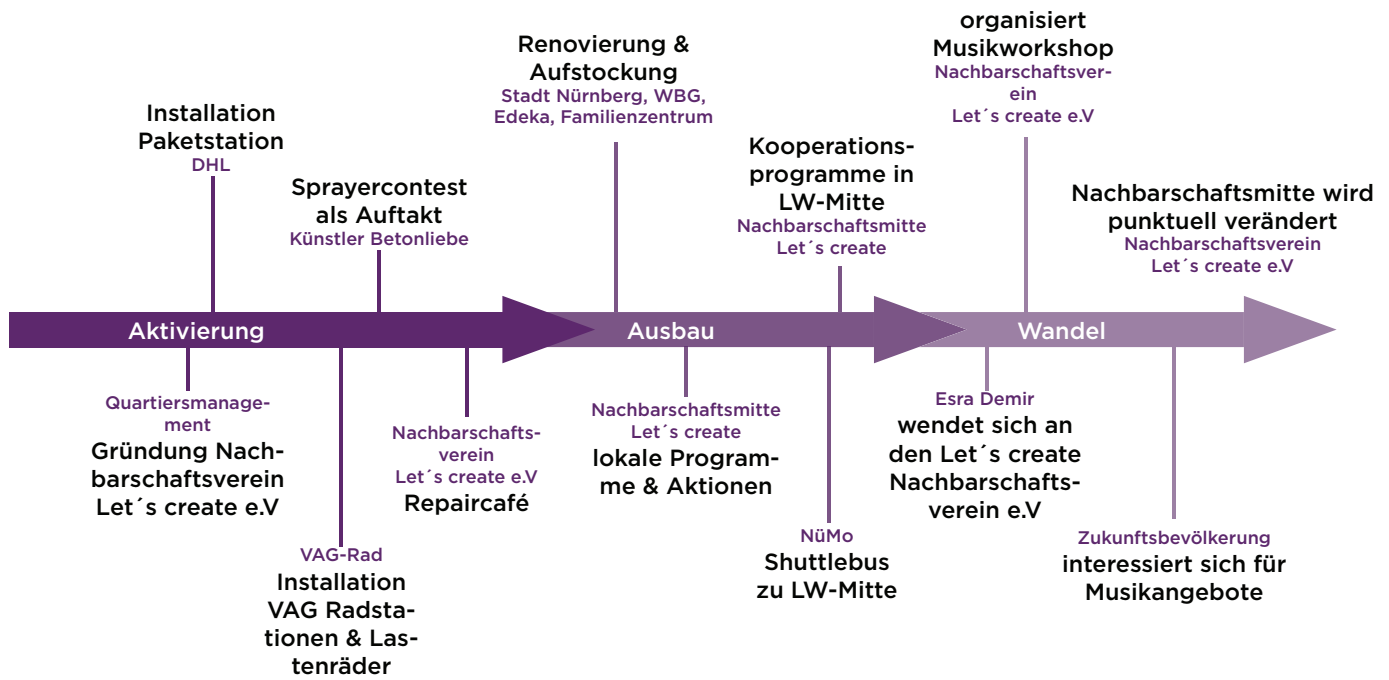 Installation
Paketstation
DHL
Sprayercontest
als Auftakt
Künstler Betonliebe
Renovierung &
Aufstockung
Stadt Nürnberg, WBG,
Edeka, Familienzentrum
Kooperations-
programme in
LW-Mitte
Nachbarschaftsmitte
Let´s create
organisiert
Musikworkshop
Nachbarschaftsver-
ein
Let´s create e.V
Nachbarschaftsmitte wird
punktuell verändert
Nachbarschaftsverein
Let´s create e.V
Aktivierung
Ausbau
Wandel
Quartiersmanage-
ment
Gründung Nach-
barschaftsverein
Let´s create e.V
VAG-Rad
Installation
VAG Radsta-
tionen & Las-
tenräder
Nachbarschafts-
verein
Let´s create e.V
Repaircafé
Nachbarschaftsmitte
Let´s create
lokale Program-
me & Aktionen
NüMo
Shuttlebus
zu LW-Mitte
Esra Demir
wendet sich an
den Let´s create
Nachbarschafts-
verein e.V
Zukunftsbevölkerung
interessiert sich für
Musikangebote